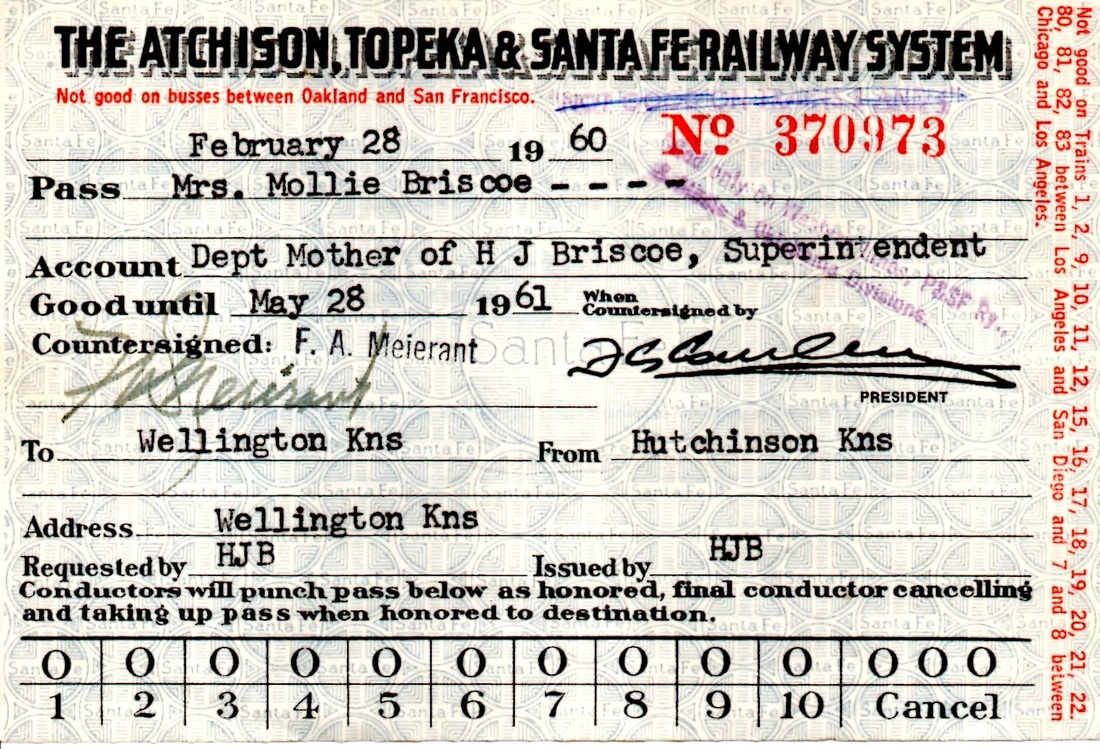 THE ATCHISON, TOPEKA & SANTA FE RAILWAY SYSTEM
Not good on busses between Oakland and San Francisco.
No 370973
February 28 19 60
Pass Mrs. Mollie Briscoe - - - -
Account Dept Mother of H J Briscoe, Superintendent
Good until May 28 1961 When Countersigned by
Countersigned: F. A. Meierant
PRESIDENT
To Wellington Kns From Hutchinson Kns
Address Wellington Kns
Requested by HJB Issued by HJB
Conductors will punch pass below as honored, final conductor cancelling
and taking up pass when honored to destination.
0 0 0 0 0 0 0 0 0 0 0 0 0
1 2 3 4 5 6 7 8 9 10 Cancel
Not good on Trains 1, 2, 9, 10, 11, 12, 15, 16, 17, 18, 19, 20, 21, 22.
80, 81, 82, 83 between Los Angeles and San Diego and 7 and 8 between
Chicago and Los Angeles.
P&SF Ry.,
Divisions.
Santa Fe